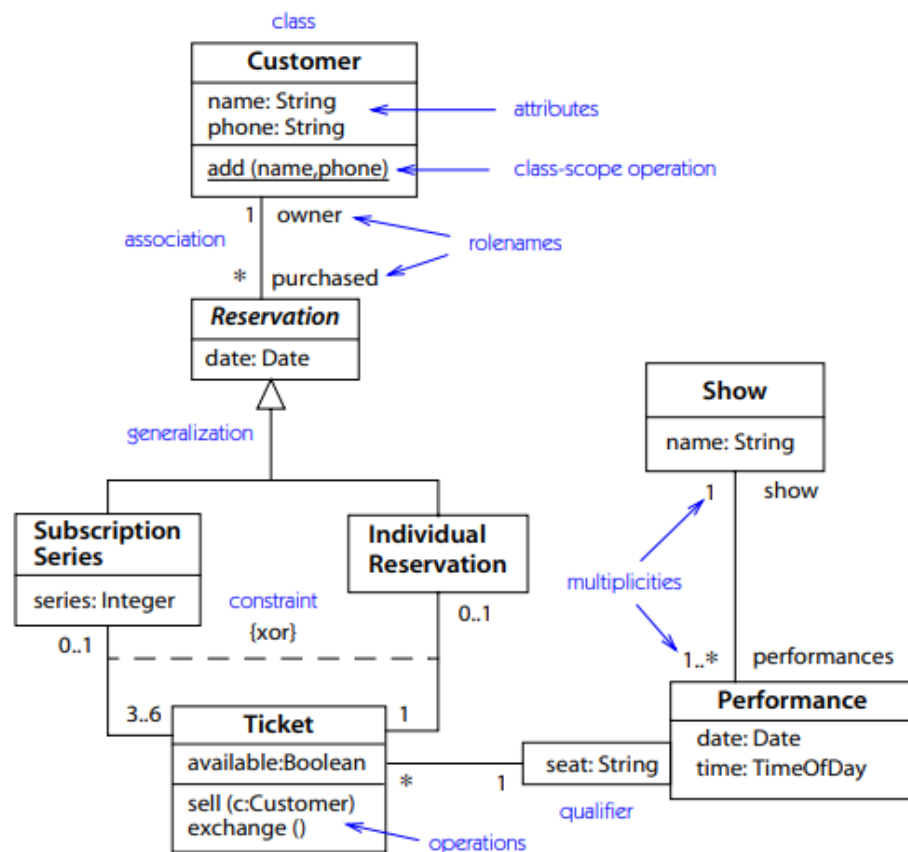 class
Customer
name: String
phone: String
attributes
add (name,phone)
class-scope operation
1 owner
association
rolenames
* purchased
Reservation
date: Date
generalization
Show
name: String
1 show
Subscription
Series
series: Integer
Individual
Reservation
multiplicities
constraint
{xor}
0..1
0..1
1..* performances
3..6
1
Ticket
available:Boolean
sell (c:Customer)
exchange ()
operations
*
1
seat: String
qualifier
Performance
date: Date
time: TimeOfDay